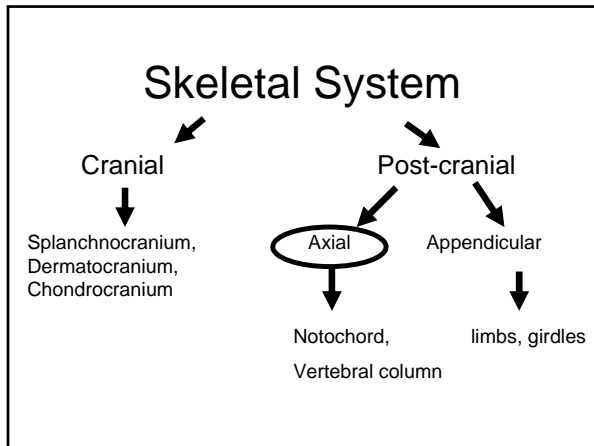 Skeletal System
Cranial
Post-cranial
Splanchnocranium,
Dermatocranium,
Chondrocranium
Axial
Appendicular
Notochord,
Vertebral column
limbs, girdles